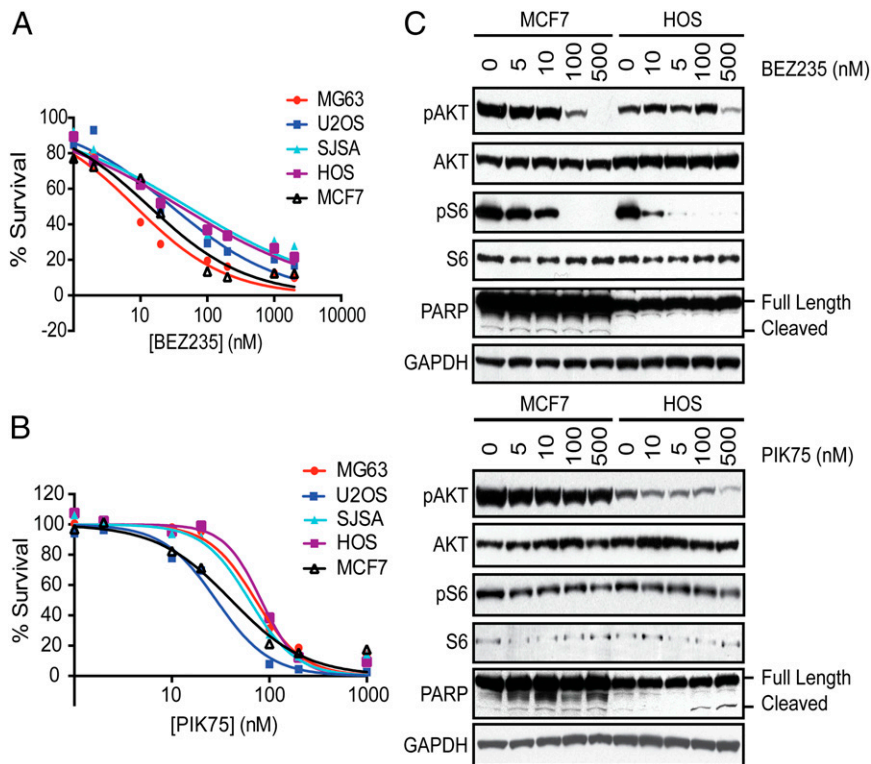 A
% Survival
100
80
60
40
20
0
-20
10
100
1000
10000
[BEZ235] (nM)
MG63
U2OS
SJSA
HOS
MCF7
B
% Survival
120
100
80
60
40
20
0
10
100
1000
[PIK75] (nM)
MG63
U2OS
SJSA
HOS
MCF7
C
MCF7 HOS
0 5 10 100 500 0 10 5 100 500 BEZ235 (nM)
pAKT
AKT
pS6
S6
PARP Full Length
Cleaved
GAPDH
MCF7 HOS
0 5 10 100 500 0 10 5 100 500 PIK75 (nM)
pAKT
AKT
pS6
S6
PARP Full Length
Cleaved
GAPDH